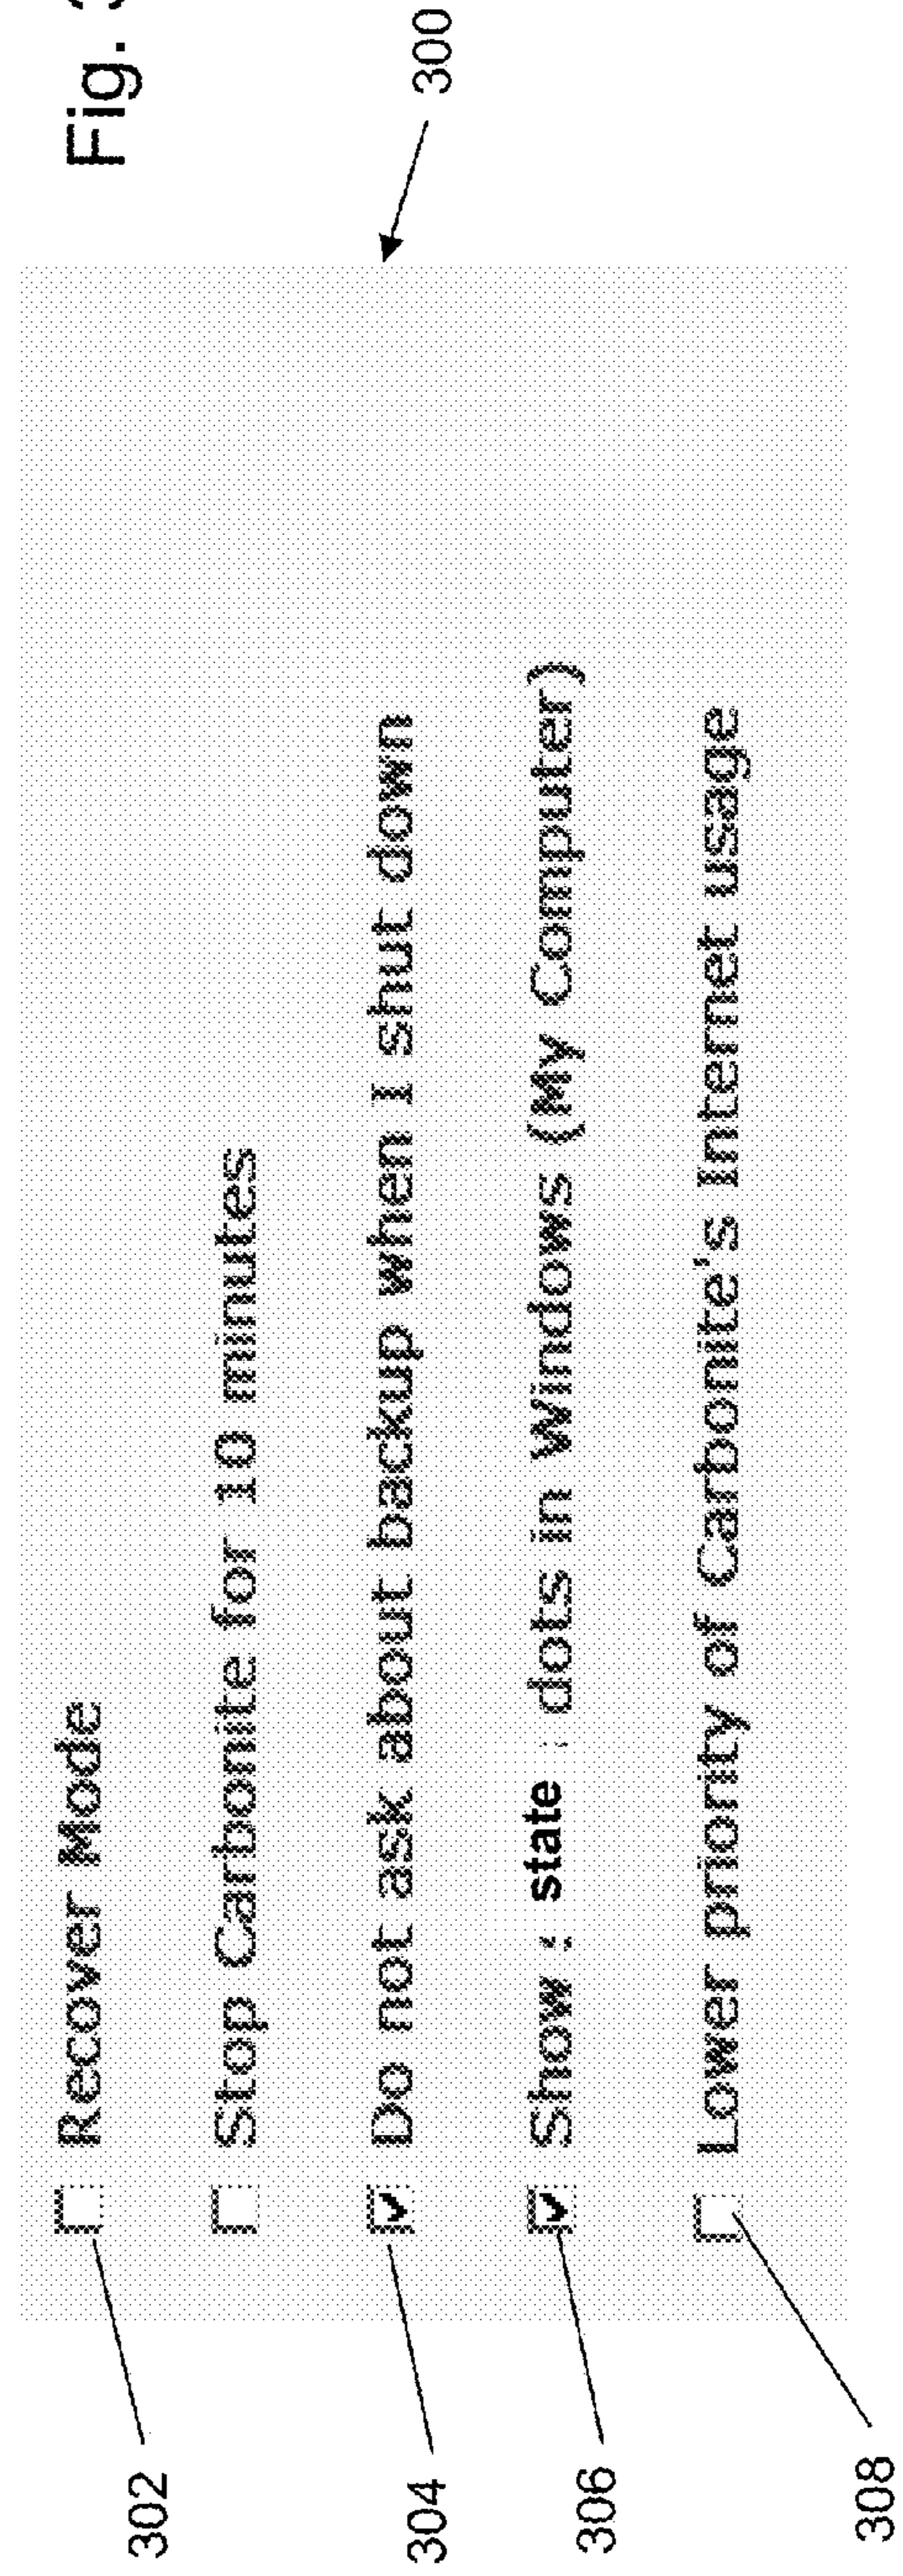 Fig. 3
300
302 Recover Mode
Stop Carbonite for 10 minutes
304 Do not ask about backup when I shut down
306 Show state dots in Windows (My Computer)
308 Lower priority of Carbonite's Internet usage